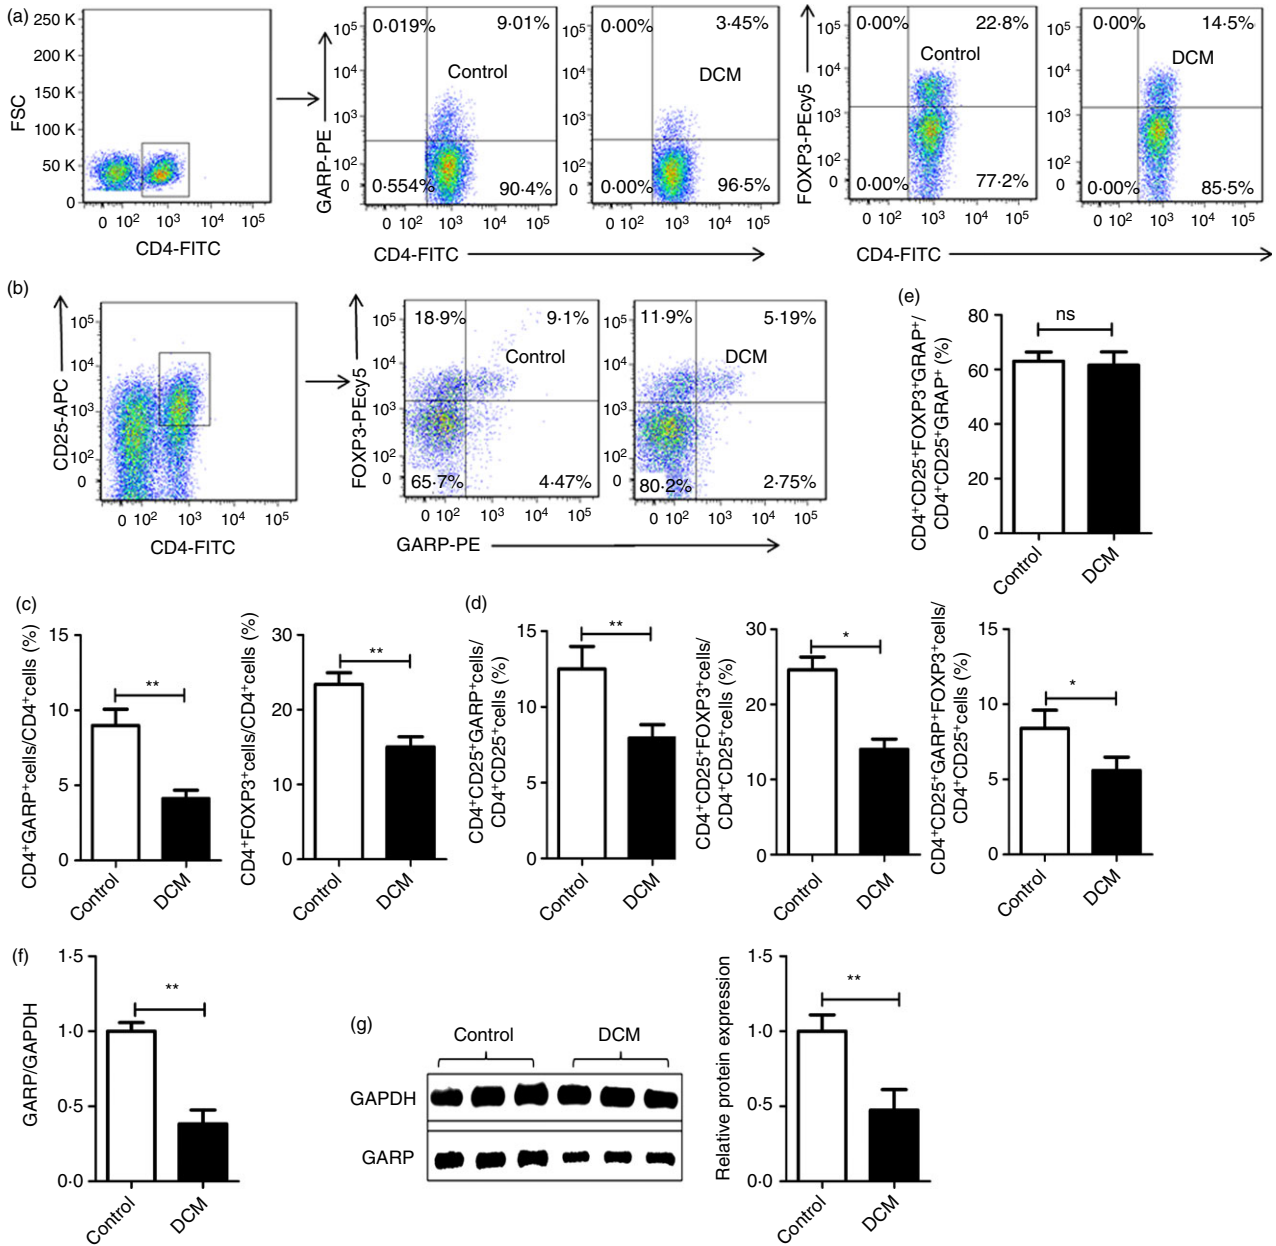 (a)
250 K
200 K
150 K
100 K
50 K
0
FSC
0 10² 10³ 10⁴ 10⁵
CD4-FITC
GARP-PE
10⁵
10⁴
10³
10²
0
0·019% 9·01%
Control
0·554% 90·4%
0 10² 10³ 10⁴ 10⁵
10⁵
10⁴
10³
10²
0
0·00% 3·45%
DCM
0·00% 96·5%
0 10² 10³ 10⁴ 10⁵
CD4-FITC
FOXP3-PEcy5
10⁵
10⁴
10³
10²
0
0·00% 22·8%
Control
0·00% 77·2%
0 10² 10³ 10⁴ 10⁵
10⁵
10⁴
10³
10²
0
0·00% 14·5%
DCM
0·00% 85·5%
0 10² 10³ 10⁴ 10⁵
CD4-FITC
(b)
CD25-APC
10⁵
10⁴
10³
10²
0
0 10² 10³ 10⁴ 10⁵
CD4-FITC
FOXP3-PEcy5
10⁵
10⁴
10³
10²
0
18·9% 9·1%
Control
65·7% 4·47%
0 10² 10³ 10⁴ 10⁵
10⁵
10⁴
10³
10²
0
11·9% 5·19%
DCM
80·2% 2·75%
0 10² 10³ 10⁴ 10⁵
GARP-PE
(e)
CD4⁺CD25⁺FOXP3⁺GRAP⁺/
CD4⁺CD25⁺GRAP⁺ (%)
80
60
40
20
0
ns
Control
DCM
(c)
CD4⁺GARP⁺cells/CD4⁺cells (%)
15
10
5
0
**
Control
DCM
CD4⁺FOXP3⁺cells/CD4⁺cells (%)
30
20
10
0
**
Control
DCM
(d)
CD4⁺CD25⁺GARP⁺cells/
CD4⁺CD25⁺cells (%)
15
10
5
0
**
Control
DCM
CD4⁺CD25⁺FOXP3⁺cells/
CD4⁺CD25⁺cells (%)
30
20
10
0
*
Control
DCM
CD4⁺CD25⁺GARP⁺FOXP3⁺cells/
CD4⁺CD25⁺cells (%)
15
10
5
0
*
Control
DCM
(f)
GARP/GAPDH
1·5
1·0
0·5
0·0
**
Control
DCM
(g)
Control DCM
GAPDH
GARP
Relative protein expression
1·5
1·0
0·5
0·0
**
Control
DCM